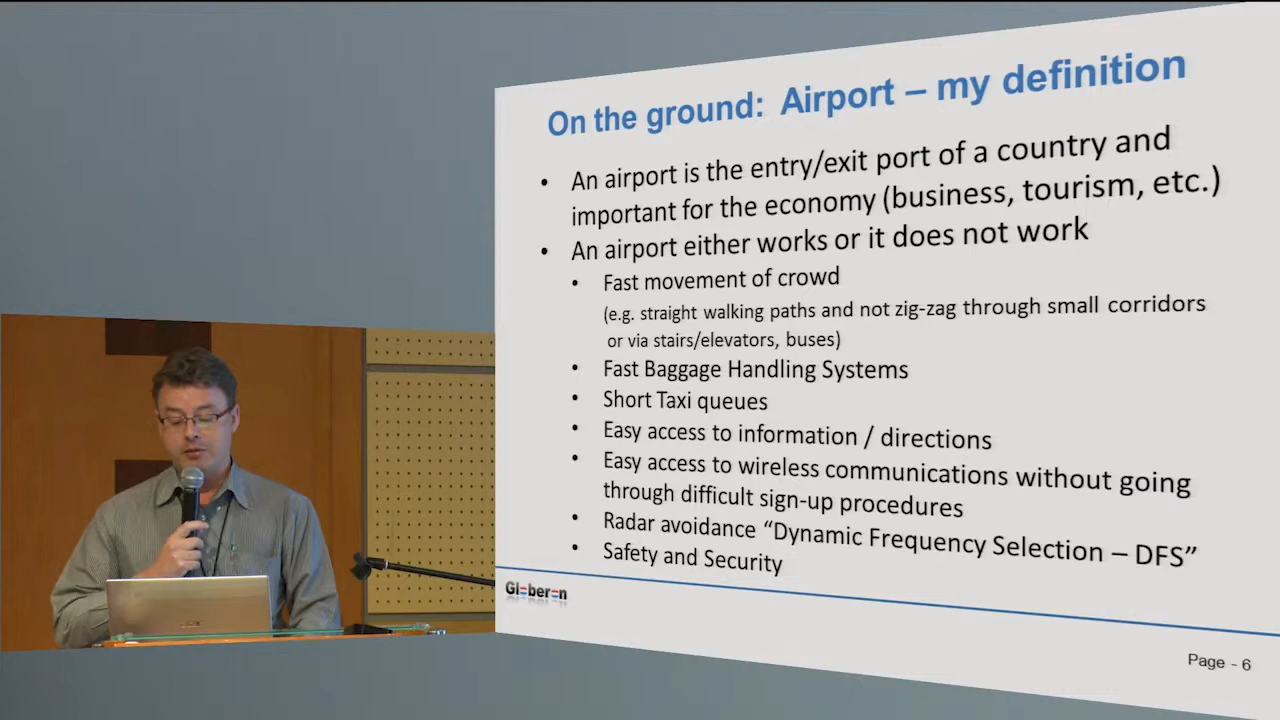 On the ground: Airport – my definition
• An airport is the entry/exit port of a country and
important for the economy (business, tourism, etc.)
• An airport either works or it does not work
• Fast movement of crowd
(e.g. straight walking paths and not zig-zag through small corridors
or via stairs/elevators, buses)
• Fast Baggage Handling Systems
• Short Taxi queues
• Easy access to information / directions
• Easy access to wireless communications without going
through difficult sign-up procedures
• Radar avoidance “Dynamic Frequency Selection – DFS”
• Safety and Security
Globeron
Page - 6